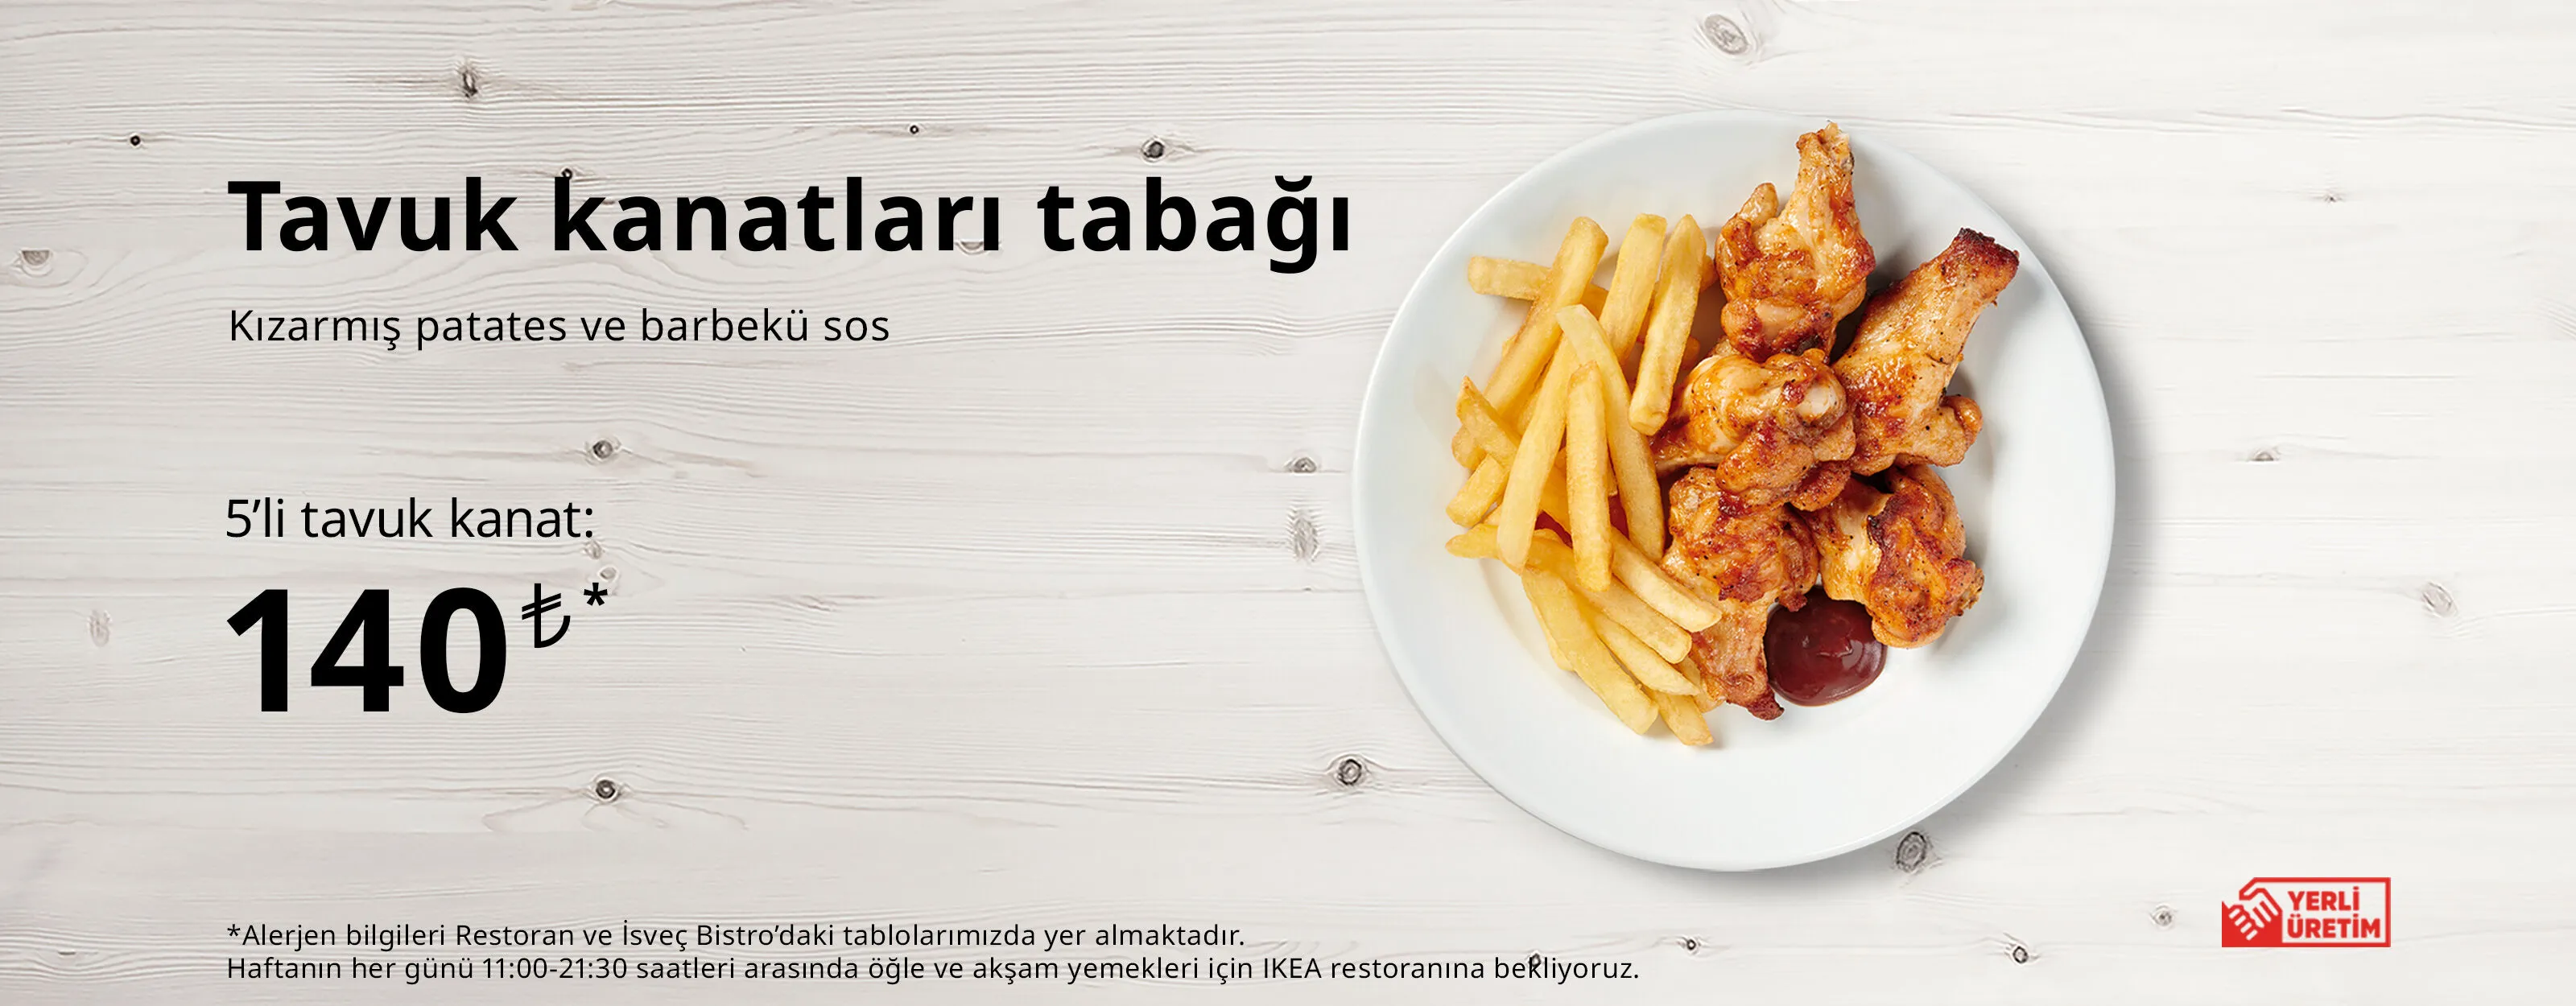 Tavuk kanatları tabağı
Kızarmış patates ve barbekü sos
5’li tavuk kanat:
140₺*
*Alerjen bilgileri Restoran ve İsveç Bistro’daki tablolarımızda yer almaktadır.
Haftanın her günü 11:00-21:30 saatleri arasında öğle ve akşam yemekleri için IKEA restoranına bekliyoruz.
YERLİ
ÜRETİM